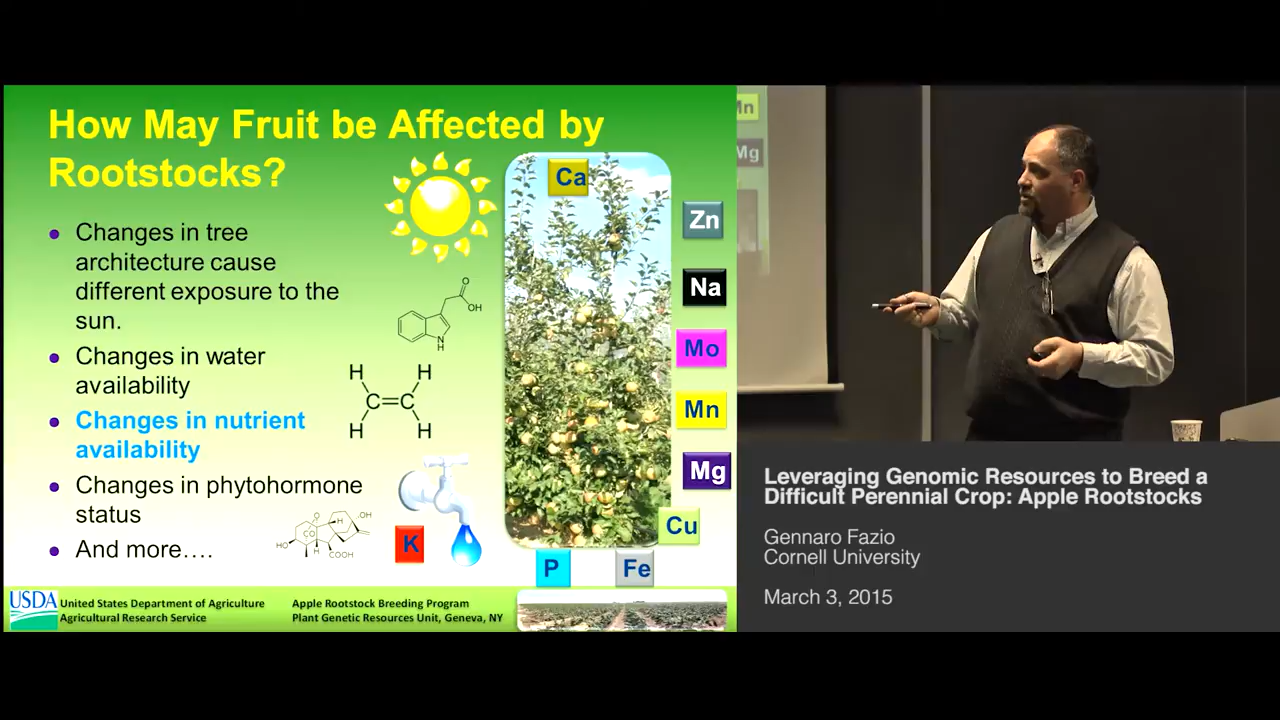 How May Fruit be Affected by
Rootstocks?
Changes in tree
architecture cause
different exposure to the
sun.
Changes in water
availability
Changes in nutrient
availability
Changes in phytohormone
status
And more….
O
OH
N
H
H H
C=C
H H
O
CO
H
OH
HO
H
COOH
K
Ca
Zn
Na
Mo
Mn
Mg
Cu
P
Fe
USDA
United States Department of Agriculture
Agricultural Research Service
Apple Rootstock Breeding Program
Plant Genetic Resources Unit, Geneva, NY
Mn
Mg
Leveraging Genomic Resources to Breed a
Difficult Perennial Crop: Apple Rootstocks
Gennaro Fazio
Cornell University
March 3, 2015